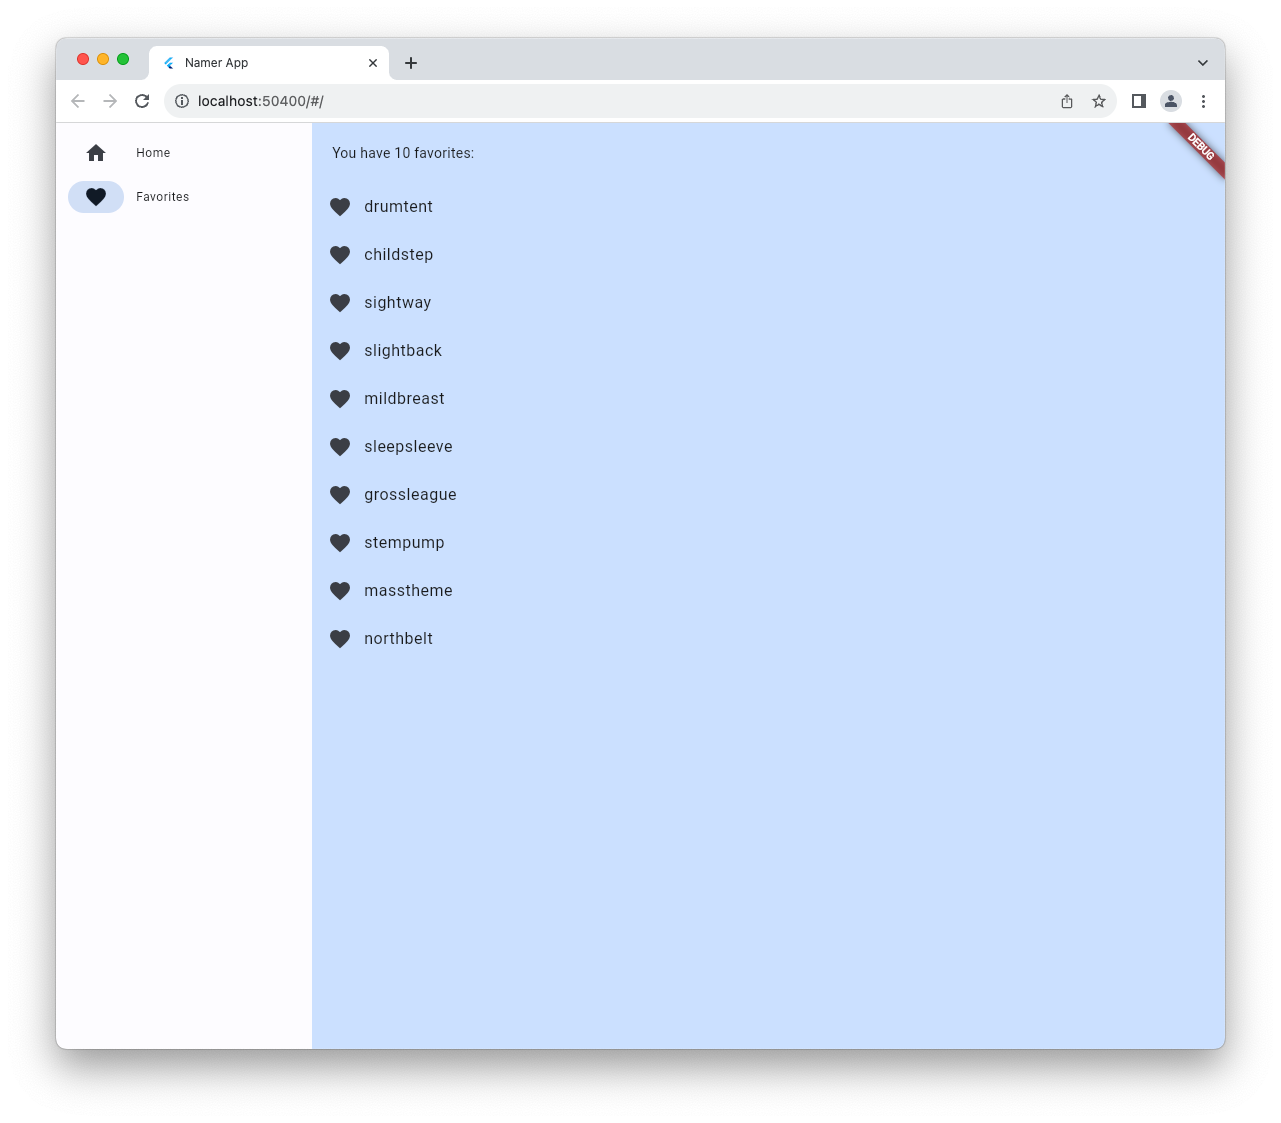 Namer App
localhost:50400/#/
Home
Favorites
You have 10 favorites:
DEBUG
drumtent
childstep
sightway
slightback
mildbreast
sleepsleeve
grossleague
stempump
masstheme
northbelt